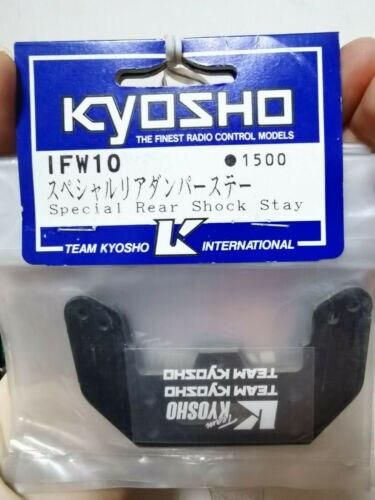 KYOSHO
THE FINEST RADIO CONTROL MODELS
IFW10 ●1500
スペシャルリアダンパーステー
Special Rear Shock Stay
TEAM KYOSHO K INTERNATIONAL
TEAM KYOSHO
TEAM KYOSHO
Team KYOSHO K